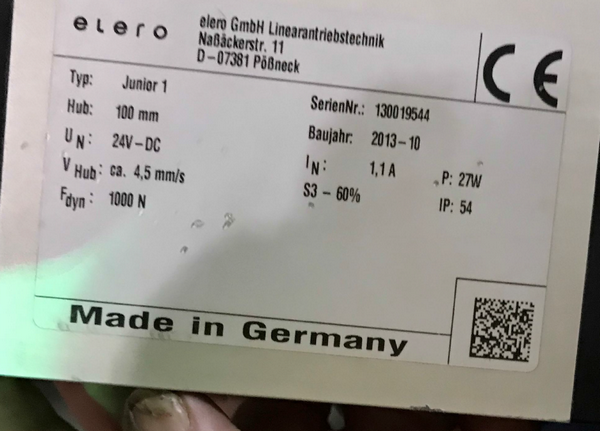 elero
elero GmbH Linearantriebstechnik
Naßäckerstr. 11
D-07381 Pößneck
CE
Typ: Junior 1
Hub: 100 mm
UN: 24V-DC
VHub: ca. 4,5 mm/s
Fdyn: 1000 N
SerienNr.: 130019544
Baujahr: 2013-10
IN: 1,1 A P: 27W
S3 - 60% IP: 54
Made in Germany